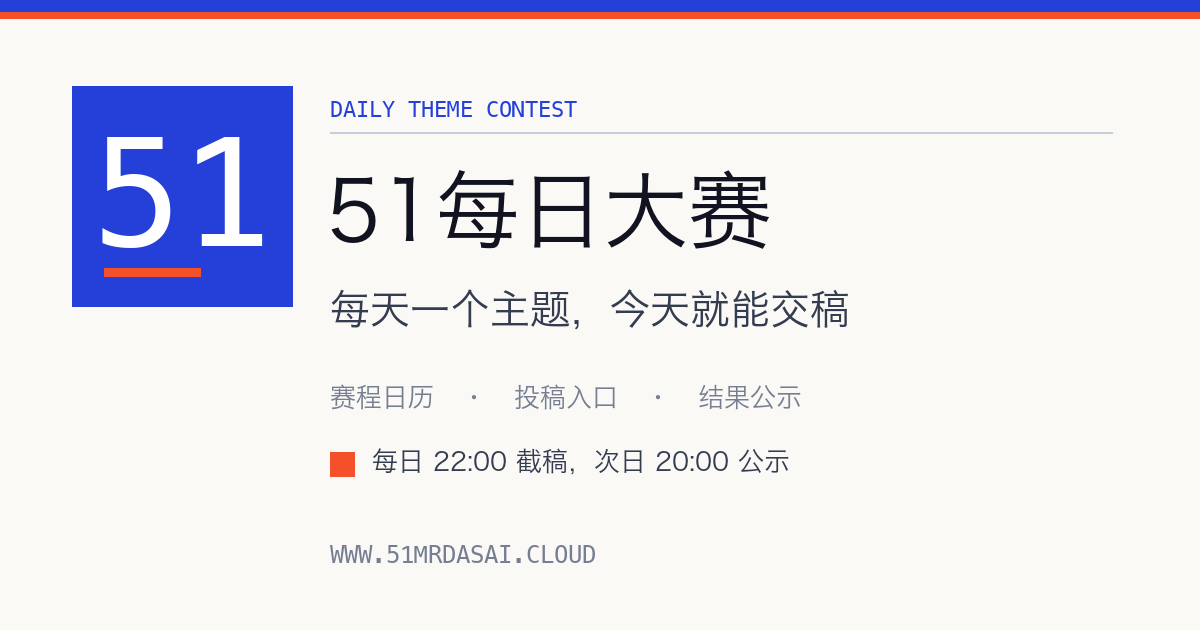 51
DAILY THEME CONTEST
51每日大赛
每天一个主题，今天就能交稿
赛程日历 · 投稿入口 · 结果公示
每日 22:00 截稿，次日 20:00 公示
WWW.51MRDASAI.CLOUD